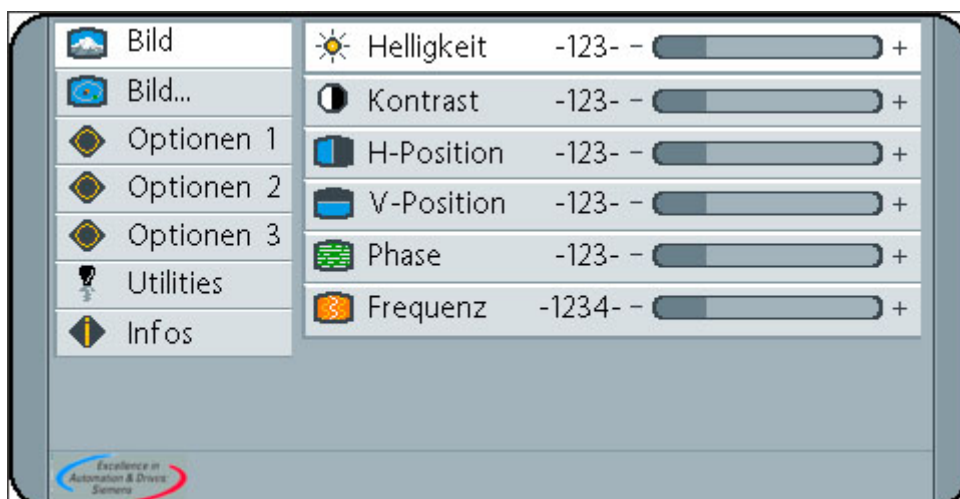 Bild
Bild...
Optionen 1
Optionen 2
Optionen 3
Utilities
Infos
Helligkeit -123- - +
Kontrast -123- - +
H-Position -123- - +
V-Position -123- - +
Phase -123- - +
Frequenz -1234- - +
Excellence in
Automation & Drives:
Siemens